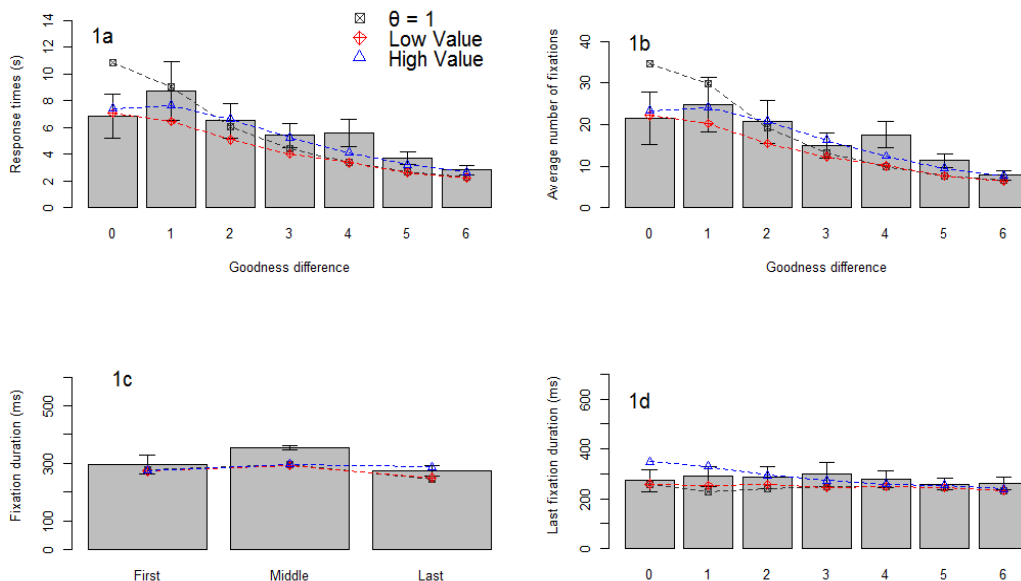 1a
θ = 1
Low Value
High Value
Response times (s)
0 2 4 6 8 10 12 14
0 1 2 3 4 5 6
Goodness difference
1b
Average number of fixations
0 10 20 30 40
0 1 2 3 4 5 6
Goodness difference
1c
Fixation duration (ms)
0 100 300 500
First Middle Last
1d
Last fixation duration (ms)
0 200 400 600
0 1 2 3 4 5 6